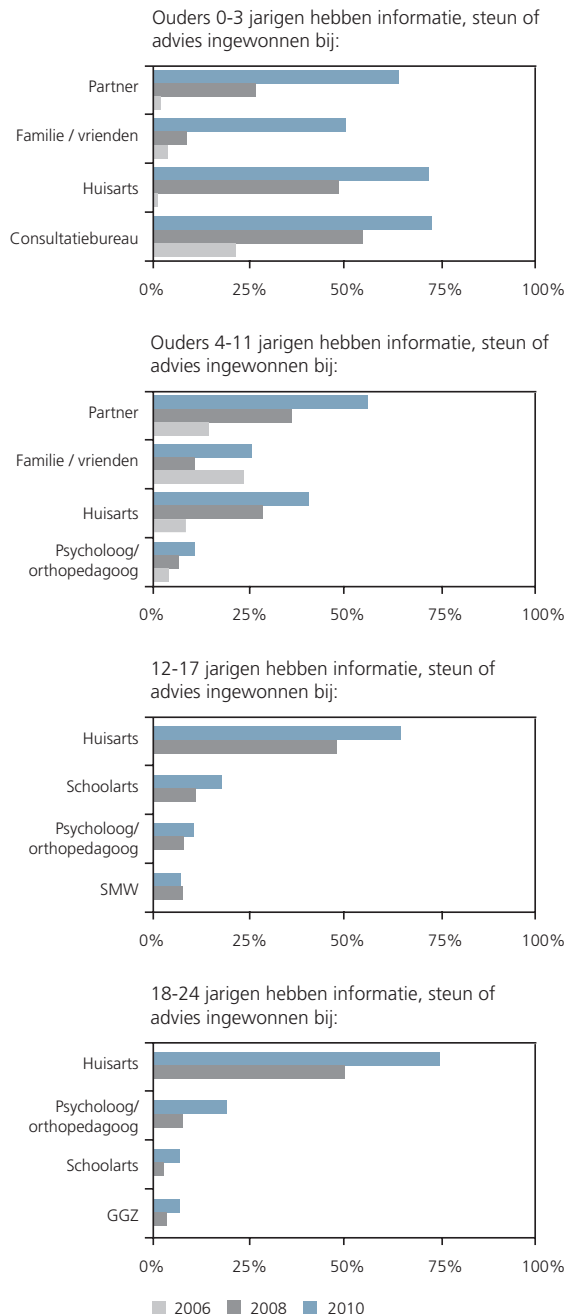 Ouders 0-3 jarigen hebben informatie, steun of
advies ingewonnen bij:
Partner
Familie / vrienden
Huisarts
Consultatiebureau
0% 25% 50% 75% 100%
Ouders 4-11 jarigen hebben informatie, steun of
advies ingewonnen bij:
Partner
Familie / vrienden
Huisarts
Psycholoog/
orthopedagoog
0% 25% 50% 75% 100%
12-17 jarigen hebben informatie, steun of
advies ingewonnen bij:
Huisarts
Schoolarts
Psycholoog/
orthopedagoog
SMW
0% 25% 50% 75% 100%
18-24 jarigen hebben informatie, steun of
advies ingewonnen bij:
Huisarts
Psycholoog/
orthopedagoog
Schoolarts
GGZ
0% 25% 50% 75% 100%
2006 2008 2010